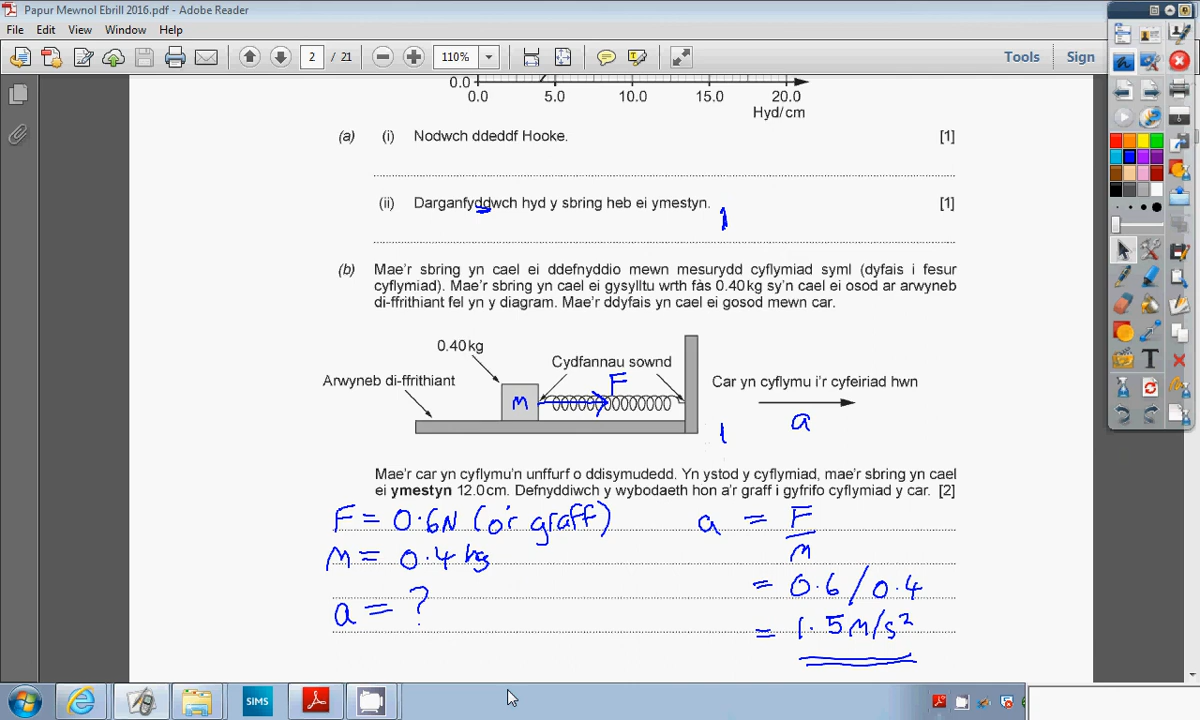 Papur Mewnol Ebrill 2016.pdf - Adobe Reader
File Edit View Window Help
2 / 21 110% Tools Sign
0.0
0.0 5.0 10.0 15.0 20.0
Hyd/cm
(a) (i) Nodwch ddeddf Hooke. [1]
(ii) Darganfyddwch hyd y sbring heb ei ymestyn. [1]
(b) Mae'r sbring yn cael ei ddefnyddio mewn mesurydd cyflymiad syml (dyfais i fesur
cyflymiad). Mae'r sbring yn cael ei gysylltu wrth fàs 0.40 kg sy'n cael ei osod ar arwyneb
di-ffrithiant fel yn y diagram. Mae'r ddyfais yn cael ei gosod mewn car.
0.40 kg
Cydfannau sownd
Arwyneb di-ffrithiant
F
Car yn cyflymu i'r cyfeiriad hwn
M
a
Mae'r car yn cyflymu'n unffurf o ddisymudedd. Yn ystod y cyflymiad, mae'r sbring yn cael
ei ymestyn 12.0 cm. Defnyddiwch y wybodaeth hon a'r graff i gyfrifo cyflymiad y car. [2]
F = 0.6N (o'r graff)
M = 0.4 kg
a = ?
a = F
M
= 0.6 / 0.4
= 1.5 M/s²
SIMS